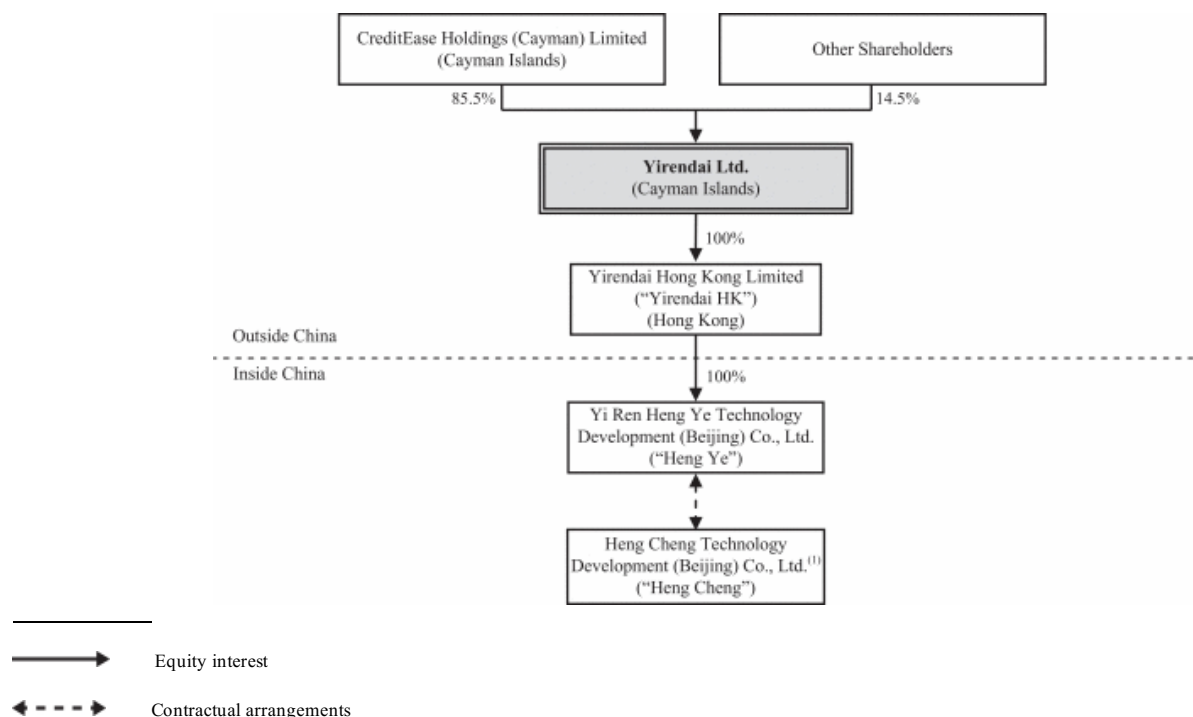 CreditEase Holdings (Cayman) Limited
(Cayman Islands)
Other Shareholders
85.5%
14.5%
Yirendai Ltd.
(Cayman Islands)
100%
Yirendai Hong Kong Limited
(“Yirendai HK”)
(Hong Kong)
Outside China
Inside China
100%
Yi Ren Heng Ye Technology
Development (Beijing) Co., Ltd.
(“Heng Ye”)
Heng Cheng Technology
Development (Beijing) Co., Ltd.(1)
(“Heng Cheng”)
Equity interest
Contractual arrangements